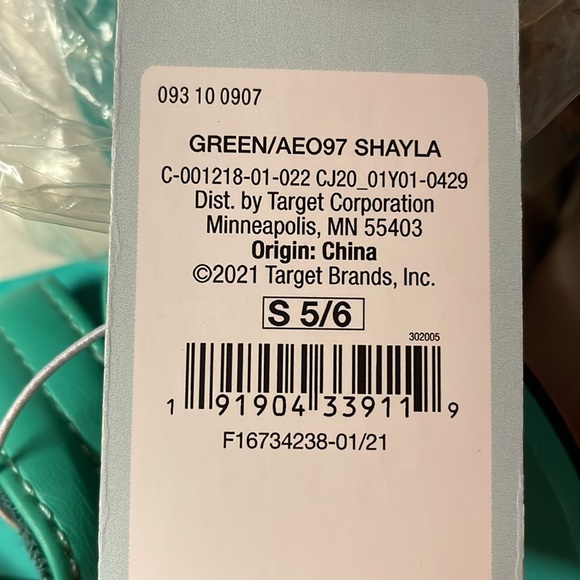 093 10 0907
GREEN/AEO97 SHAYLA
C-001218-01-022 CJ20_01Y01-0429
Dist. by Target Corporation
Minneapolis, MN 55403
Origin: China
©2021 Target Brands, Inc.
S 5/6
302005
1 91904 33911 9
F16734238-01/21